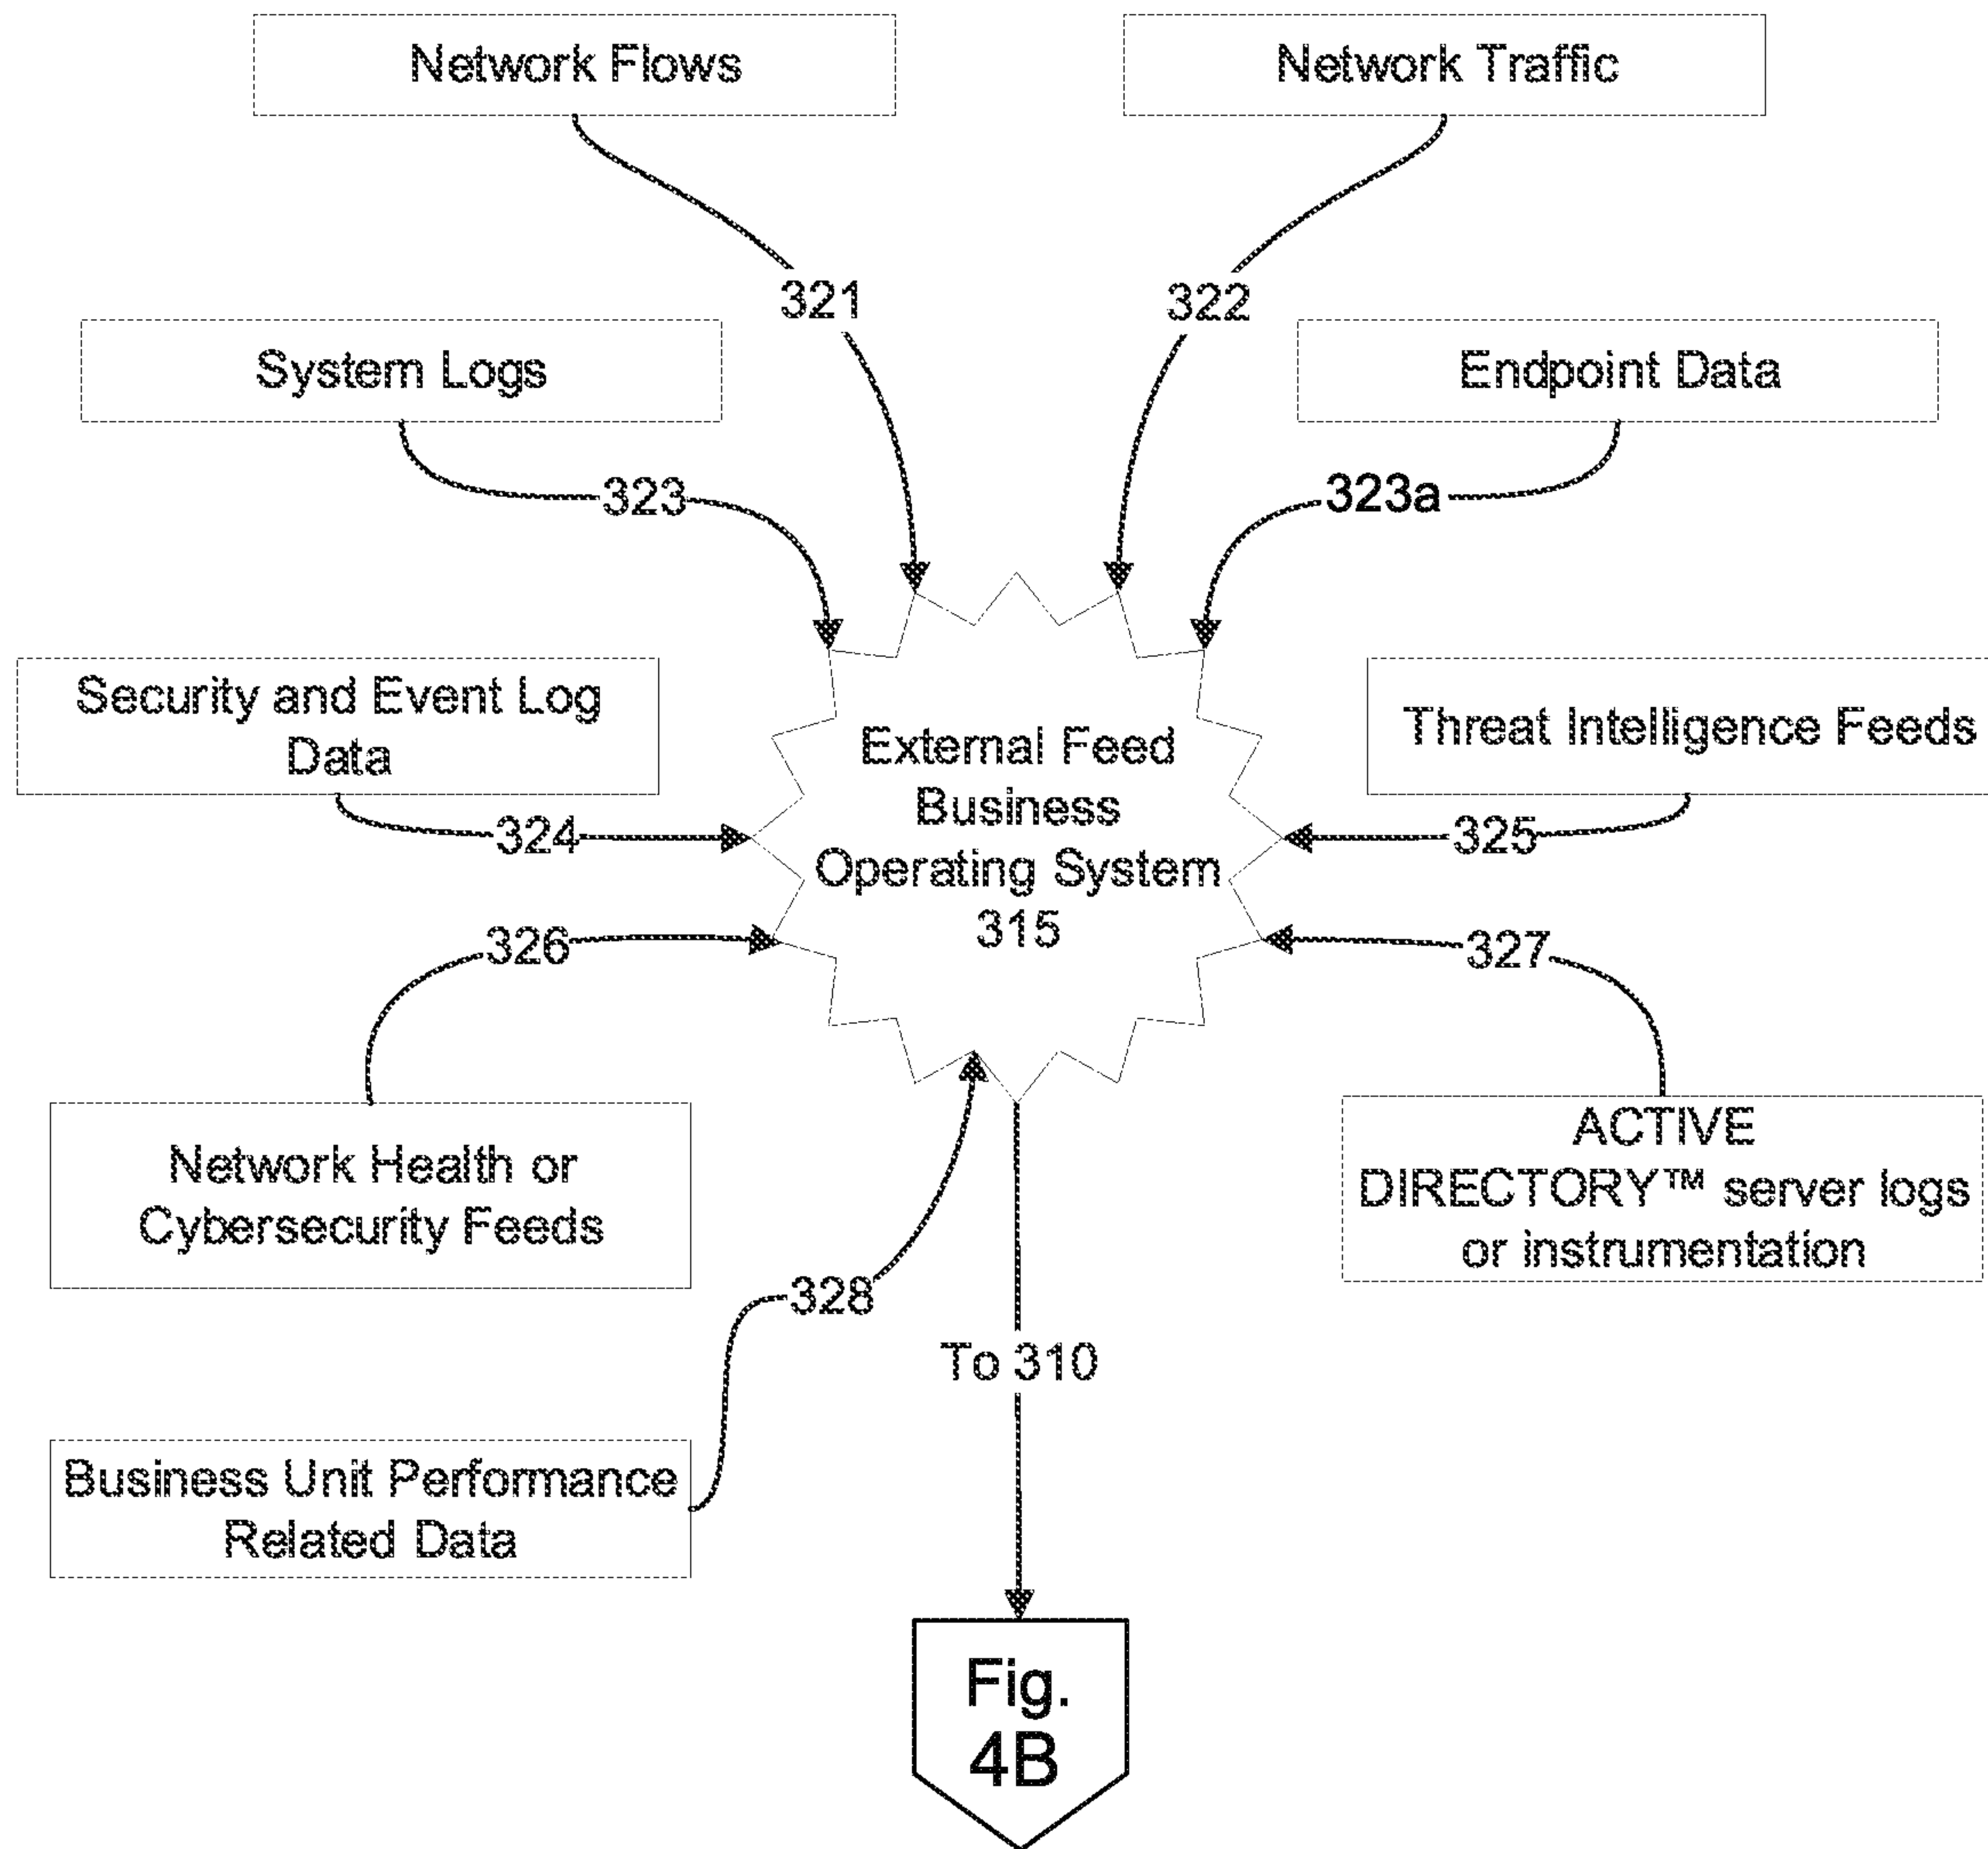 Network Flows
Network Traffic
321
322
System Logs
Endpoint Data
323
323a
Security and Event Log
Data
External Feed
Business
Operating System
315
Threat Intelligence Feeds
324
325
326
327
Network Health or
Cybersecurity Feeds
ACTIVE
DIRECTORY™ server logs
or instrumentation
328
To 310
Business Unit Performance
Related Data
Fig.
4B